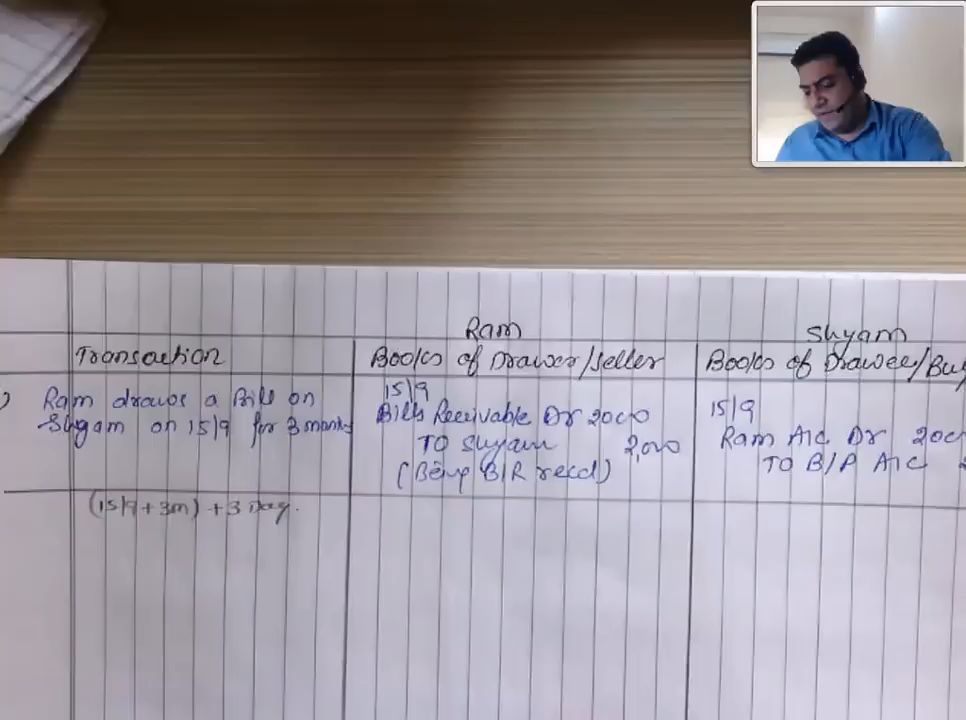 Ram
Shyam
Transaction
Books of Drawer/Seller
Books of Drawee/Bu
Ram draws a Bill on
Shyam on 15/9 for 3 months
15/9
Bills Receivable Dr 2000
TO Shyam 2,000
(Being B/R recd)
15/9
Ram A/c Dr 200
TO B/P A/c 2
(15/9+3m) + 3 Day.